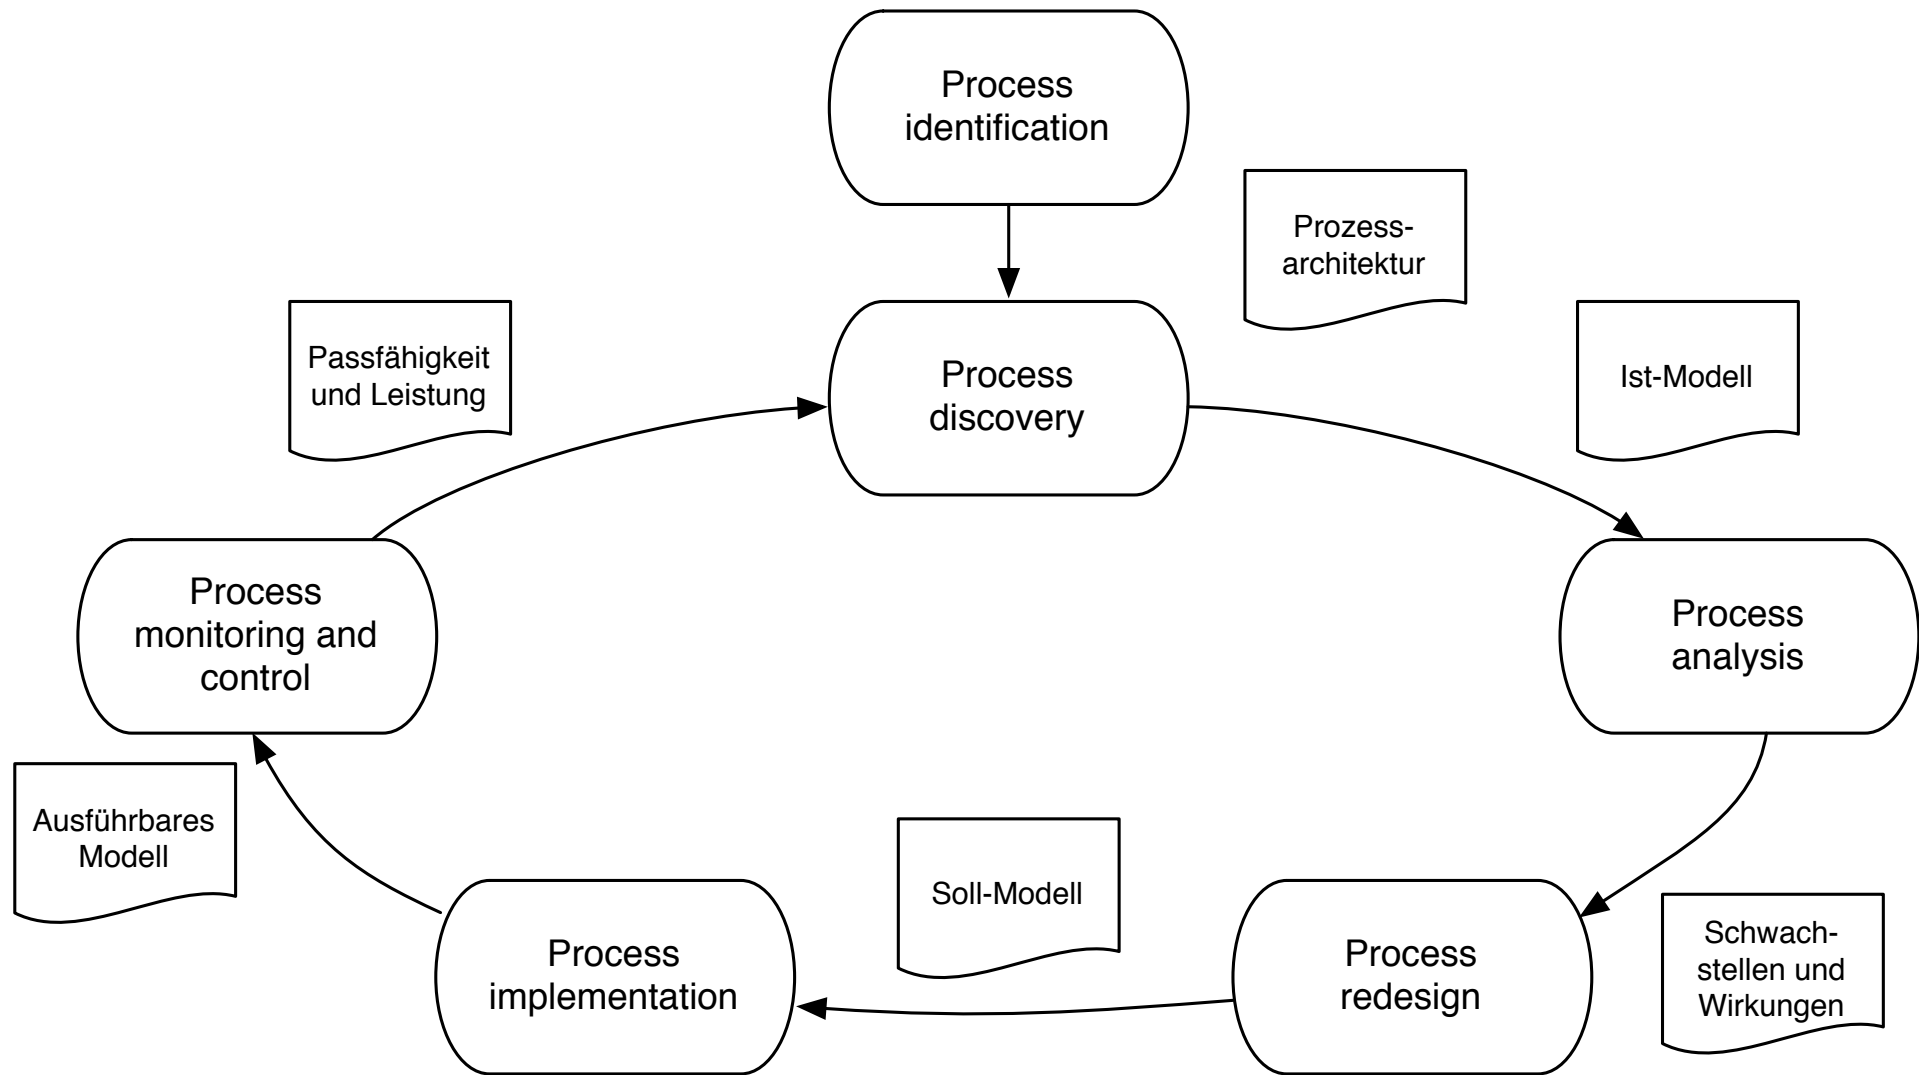 Process
identification
Prozess-
architektur
Process
discovery
Ist-Modell
Passfähigkeit
und Leistung
Process
monitoring and
control
Process
analysis
Ausführbares
Modell
Soll-Modell
Schwach-
stellen und
Wirkungen
Process
implementation
Process
redesign